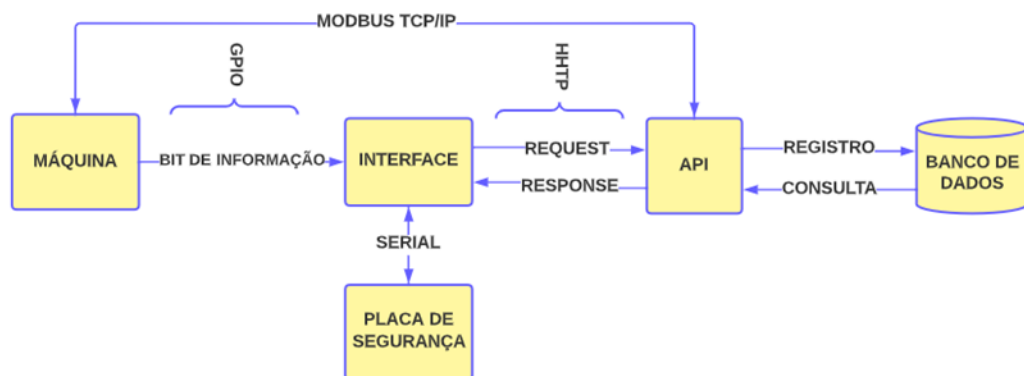 MODBUS TCP/IP
GPIO
HHTP
MÁQUINA
BIT DE INFORMAÇÃO
INTERFACE
REQUEST
RESPONSE
API
REGISTRO
CONSULTA
BANCO DE
DADOS
SERIAL
PLACA DE
SEGURANÇA